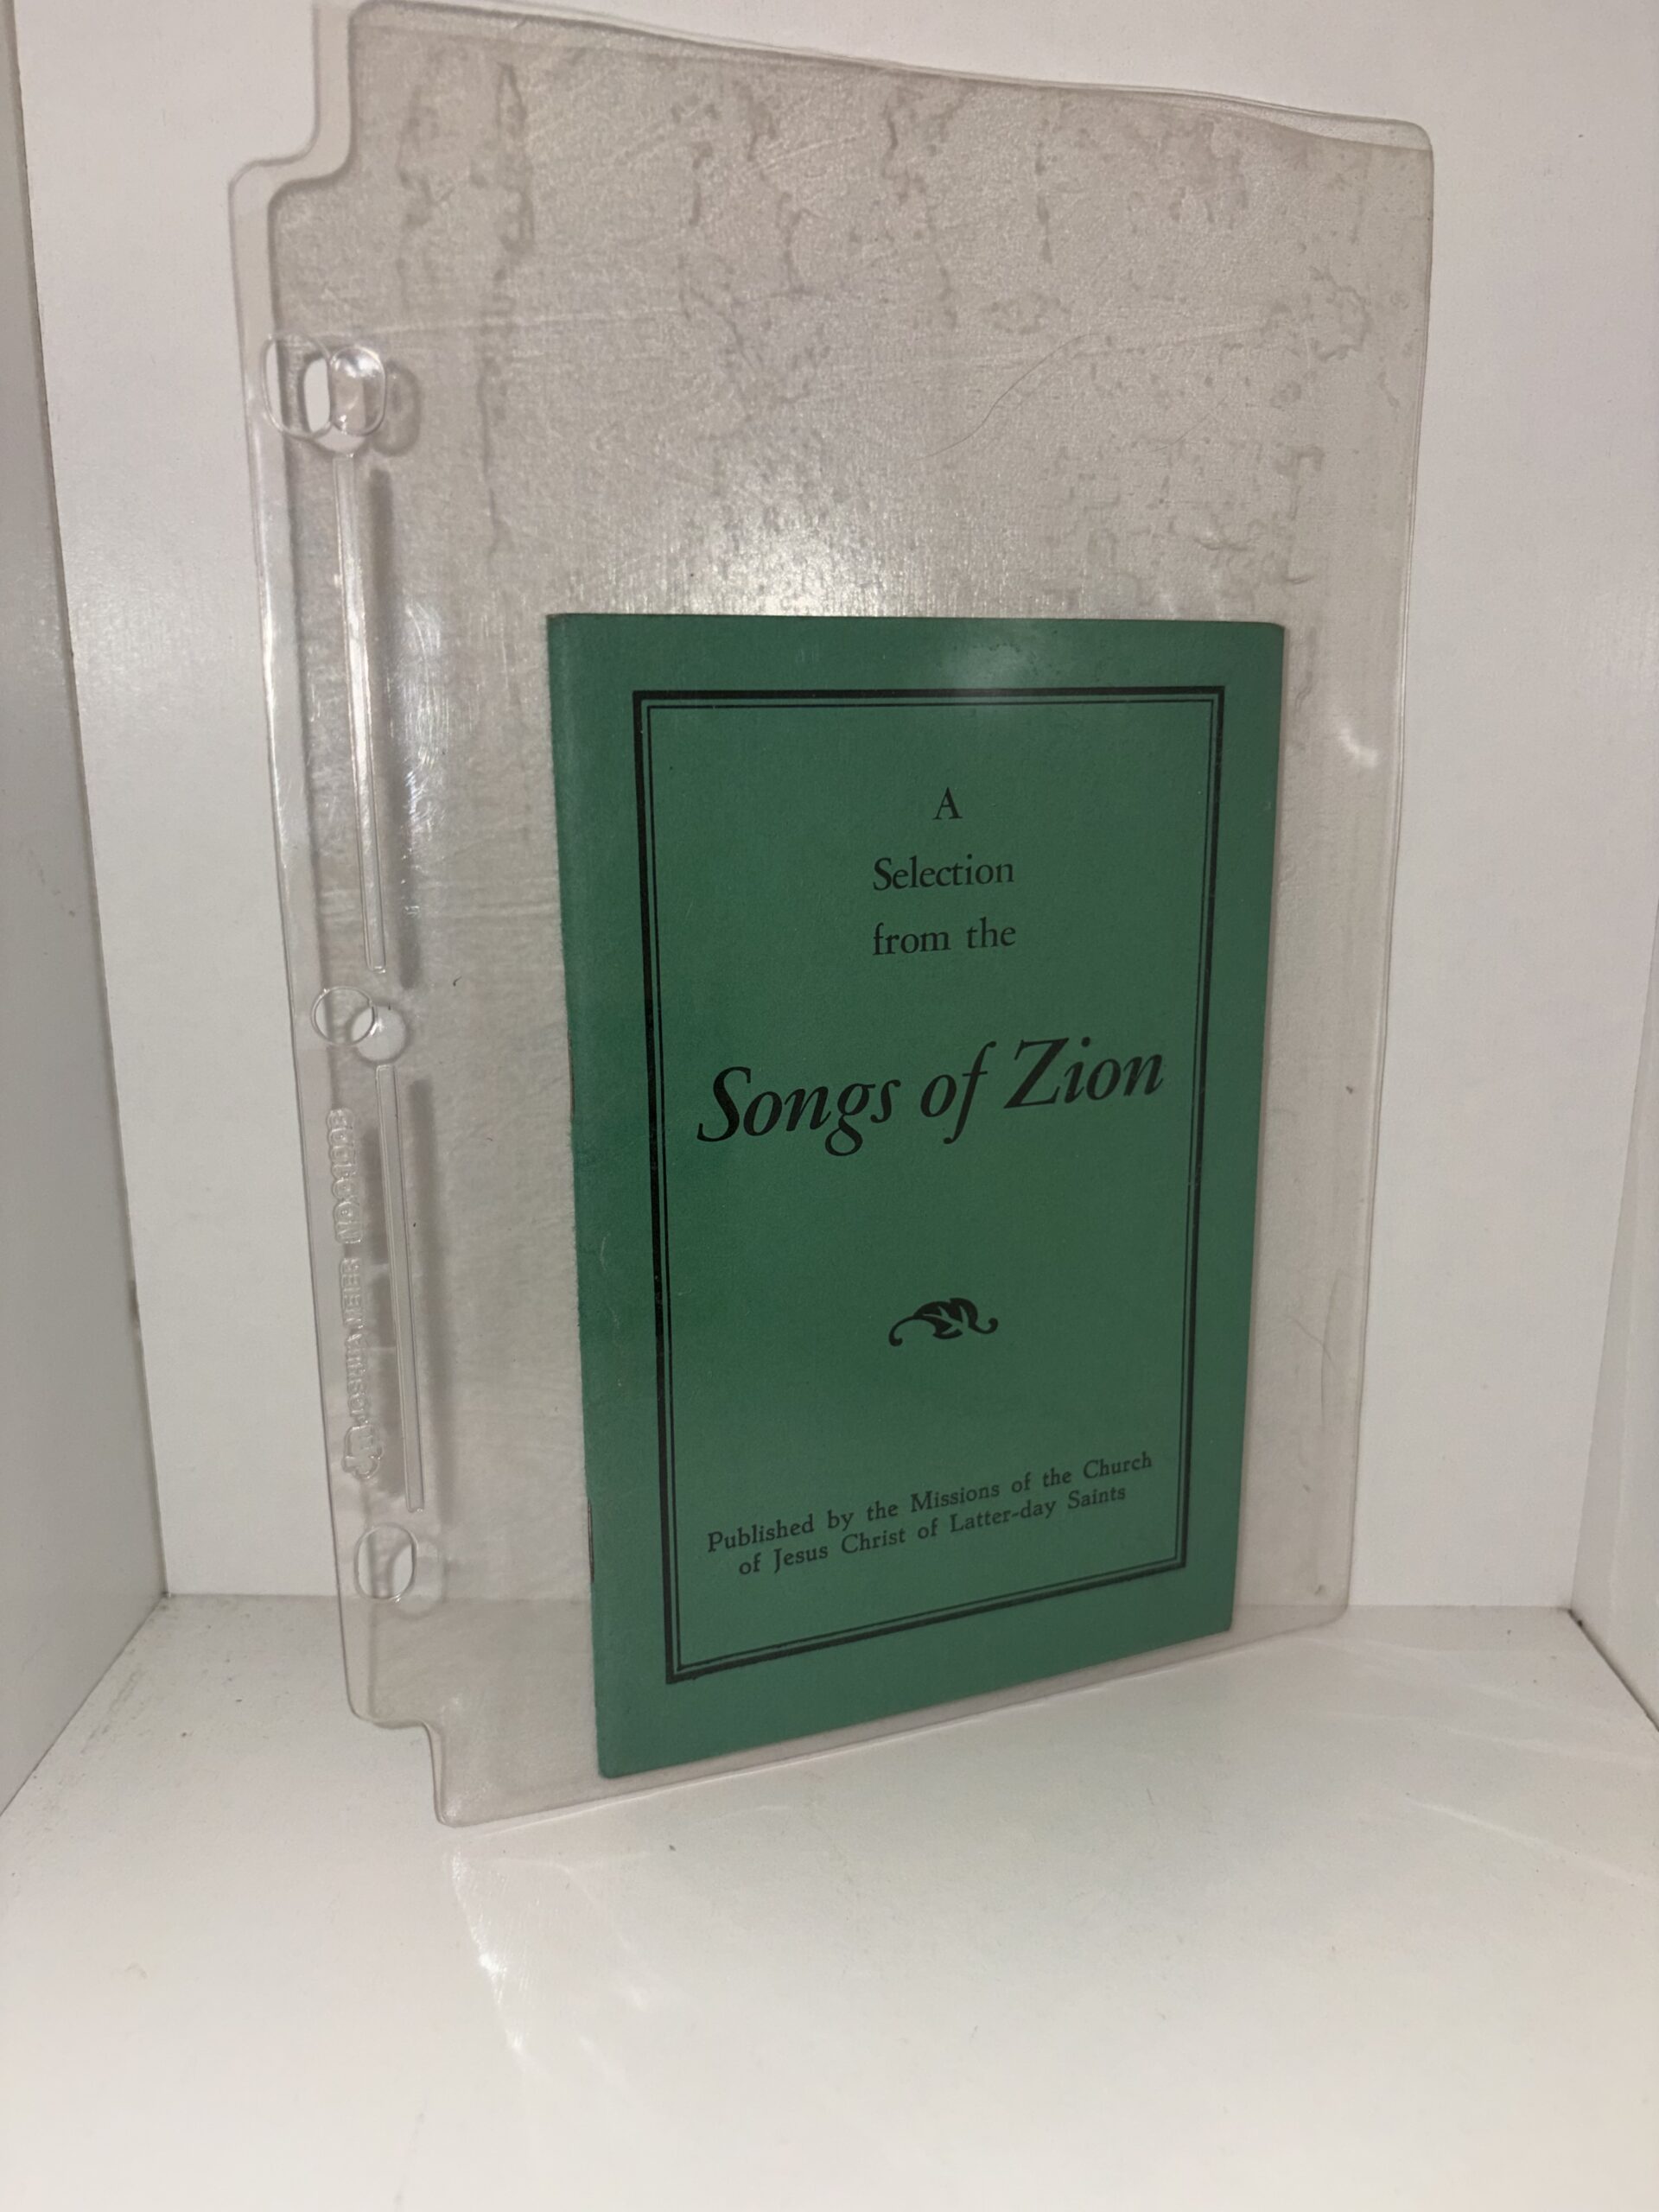 A
Selection
from the
Songs of Zion
Published by the Missions of the Church
of Jesus Christ of Latter-day Saints